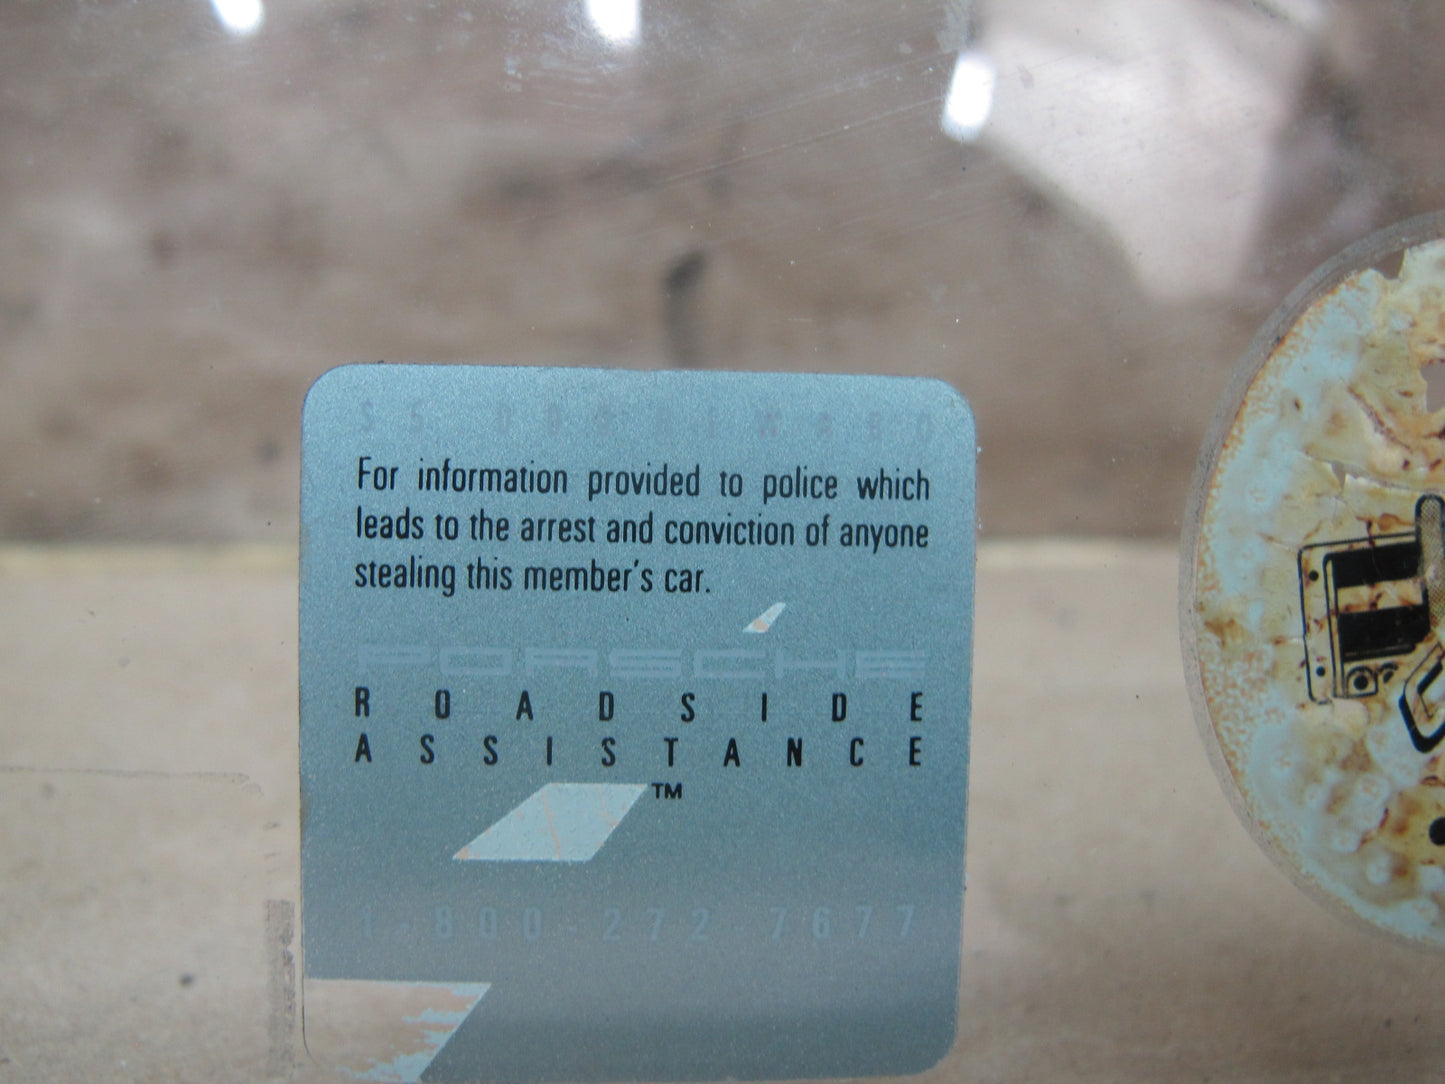 For information provided to police which
leads to the arrest and conviction of anyone
stealing this member's car.
PORSCHE
ROADSIDE
ASSISTANCE
TM
1-800-272-7677